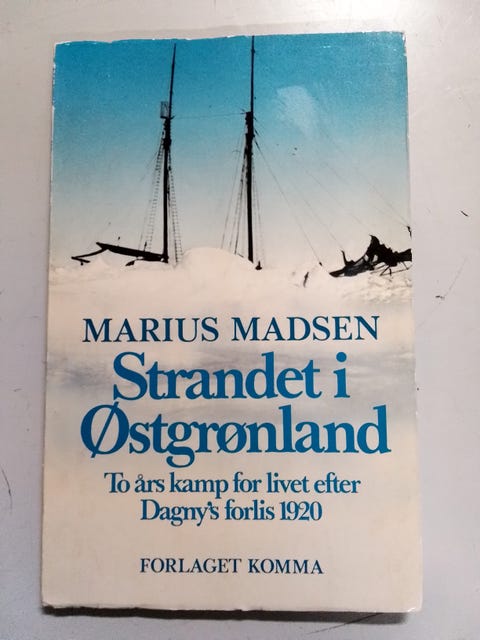 MARIUS MADSEN
Strandet i
Østgrønland
To års kamp for livet efter
Dagny's forlis 1920
FORLAGET KOMMA